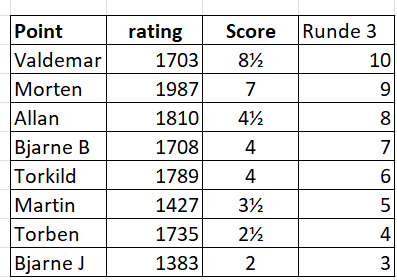 Point rating Score Runde 3
Valdemar 1703 8½ 10
Morten 1987 7 9
Allan 1810 4½ 8
Bjarne B 1708 4 7
Torkild 1789 4 6
Martin 1427 3½ 5
Torben 1735 2½ 4
Bjarne J 1383 2 3